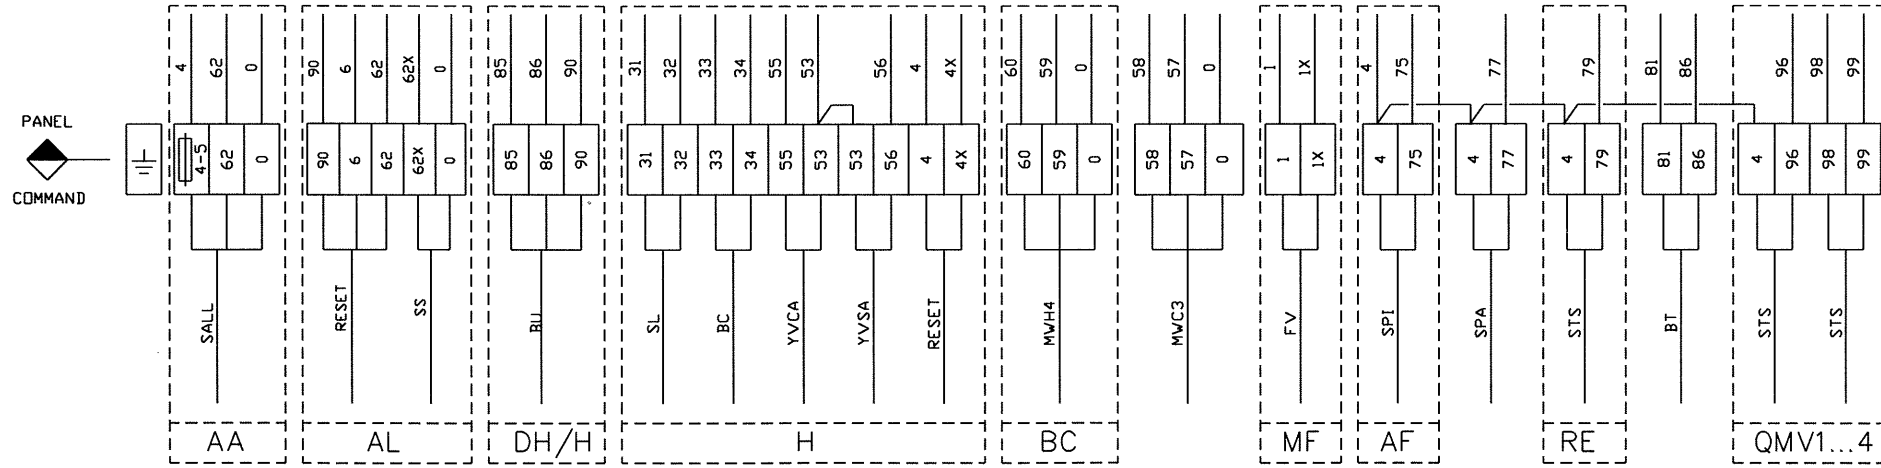 4 62 0 90 6 62 62X 0 85 86 90 31 32 33 34 55 53 56 4 4X 60 59 0 58 57 0 1 1X 4 75 77 79 81 86 96 98 99
PANEL
4-5 62 0 90 6 62 62X 0 85 86 90 31 32 33 34 55 53 53 56 4 4X 60 59 0 58 57 0 1 1X 4 75 4 77 4 79 81 86 4 96 98 99
COMMAND
SALL RESET SS BU SL BC YVCA YVSA RESET MWH4 MWC3 FV SPI SPA STS BT STS STS
AA AL DH/H H BC MF AF RE QMV1...4